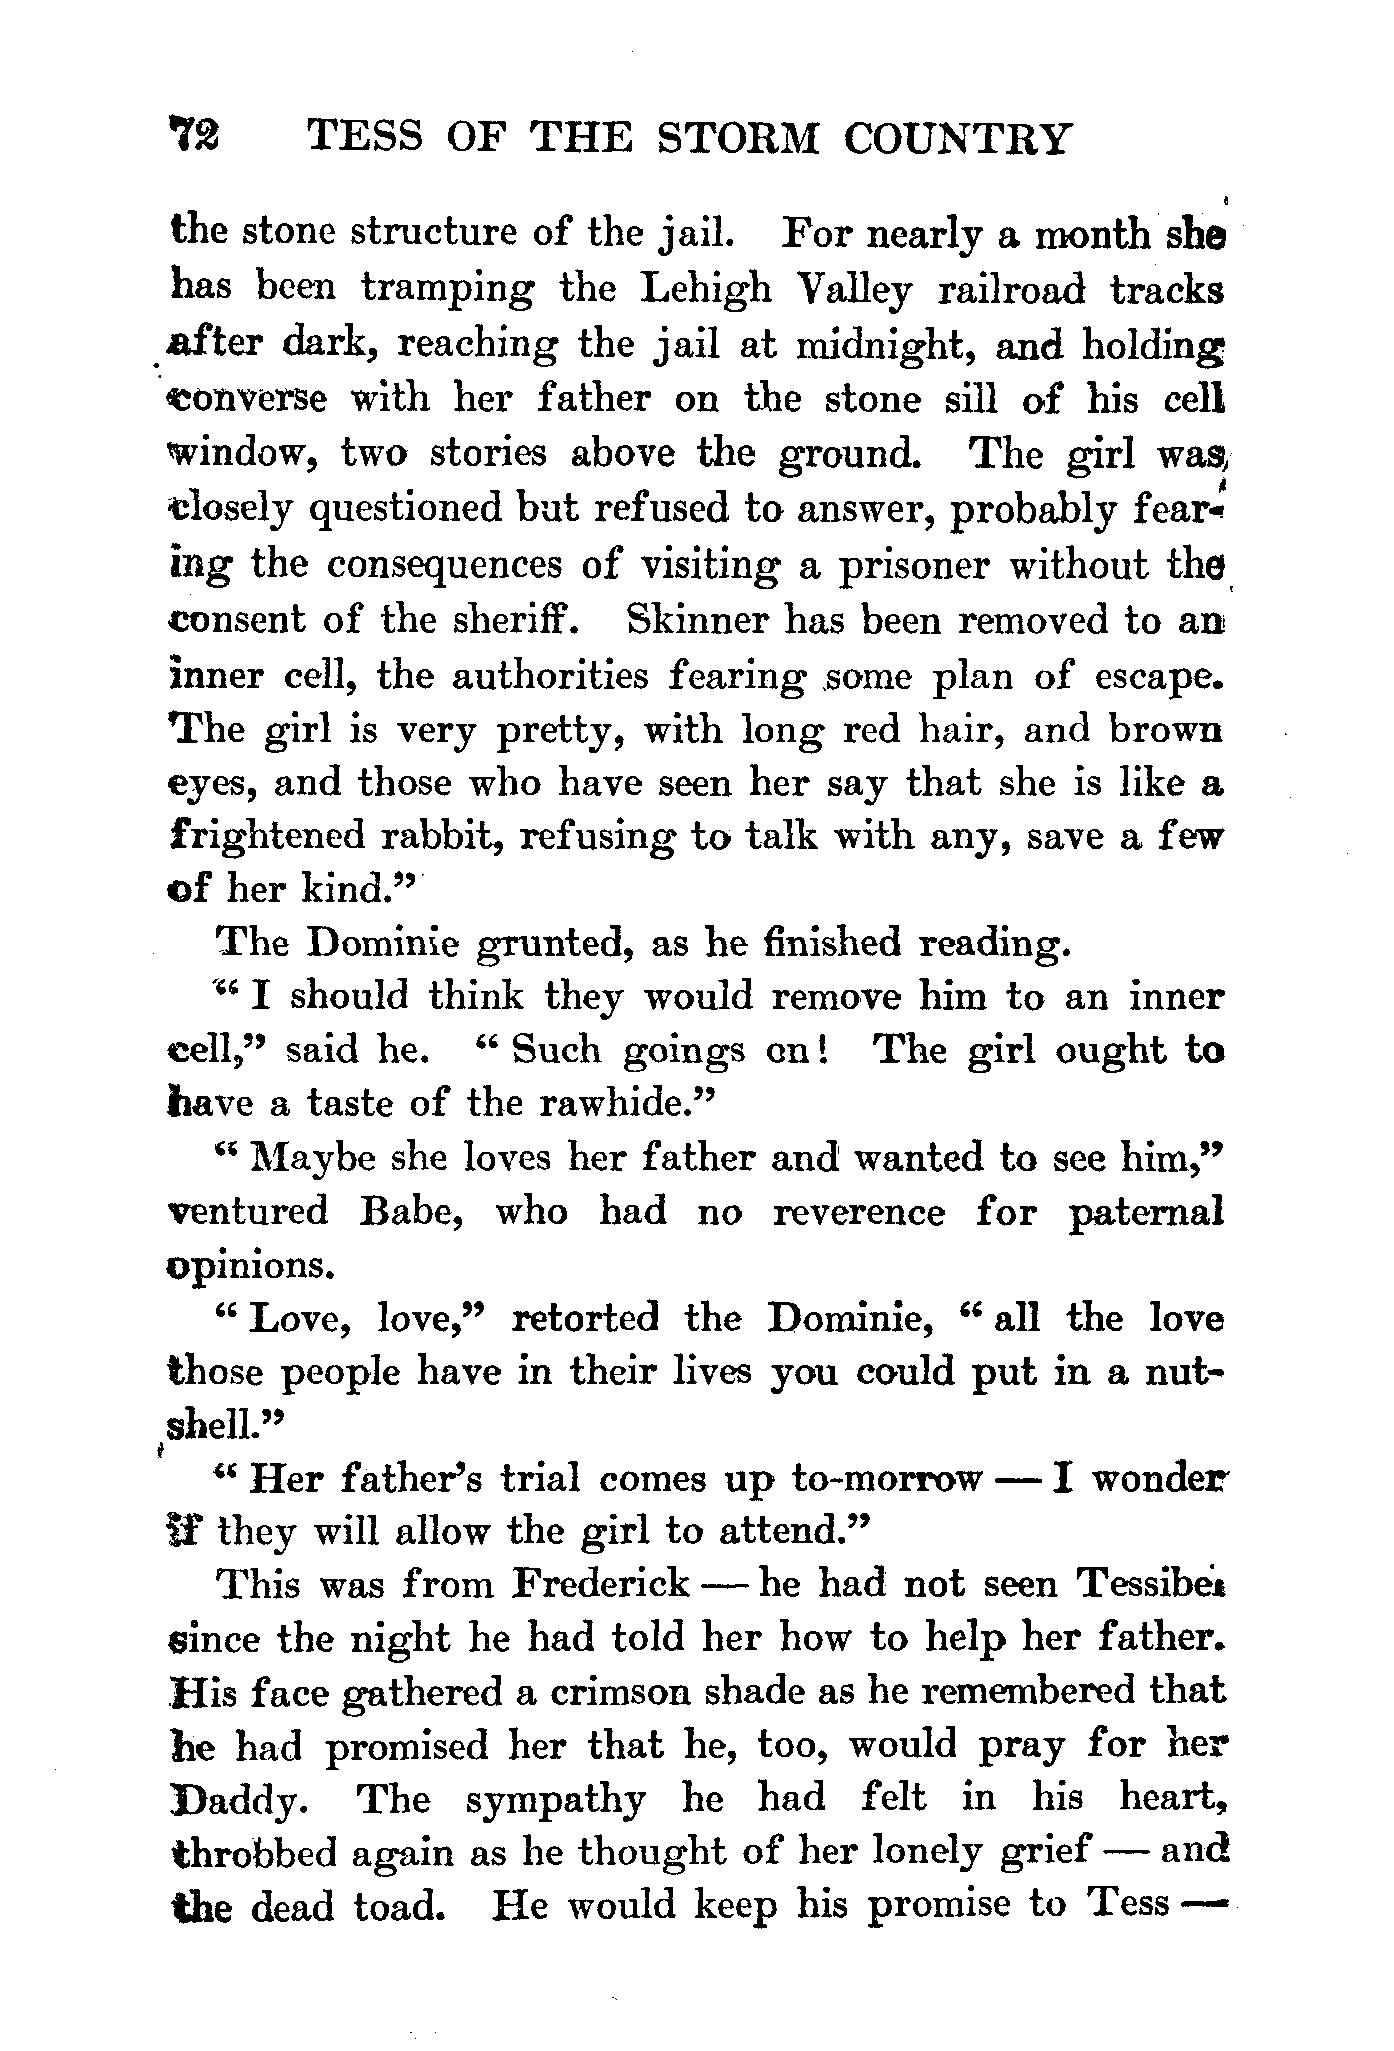 72 TESS OF THE STORM COUNTRY
the stone structure of the jail. For nearly a month she
has been tramping the Lehigh Valley railroad tracks
after dark, reaching the jail at midnight, and holding
converse with her father on the stone sill of his cell
window, two stories above the ground. The girl was,
closely questioned but refused to answer, probably fear-
ing the consequences of visiting a prisoner without the
consent of the sheriff. Skinner has been removed to an
inner cell, the authorities fearing some plan of escape.
The girl is very pretty, with long red hair, and brown
eyes, and those who have seen her say that she is like a
frightened rabbit, refusing to talk with any, save a few
of her kind."
The Dominie grunted, as he finished reading.
"I should think they would remove him to an inner
cell," said he. "Such goings on! The girl ought to
have a taste of the rawhide."
"Maybe she loves her father and wanted to see him,"
ventured Babe, who had no reverence for paternal
opinions.
"Love, love," retorted the Dominie, "all the love
those people have in their lives you could put in a nut-
shell."
"Her father's trial comes up to-morrow — I wonder
if they will allow the girl to attend."
This was from Frederick — he had not seen Tessibel
since the night he had told her how to help her father.
His face gathered a crimson shade as he remembered that
he had promised her that he, too, would pray for her
Daddy. The sympathy he had felt in his heart,
throbbed again as he thought of her lonely grief — and
the dead toad. He would keep his promise to Tess —